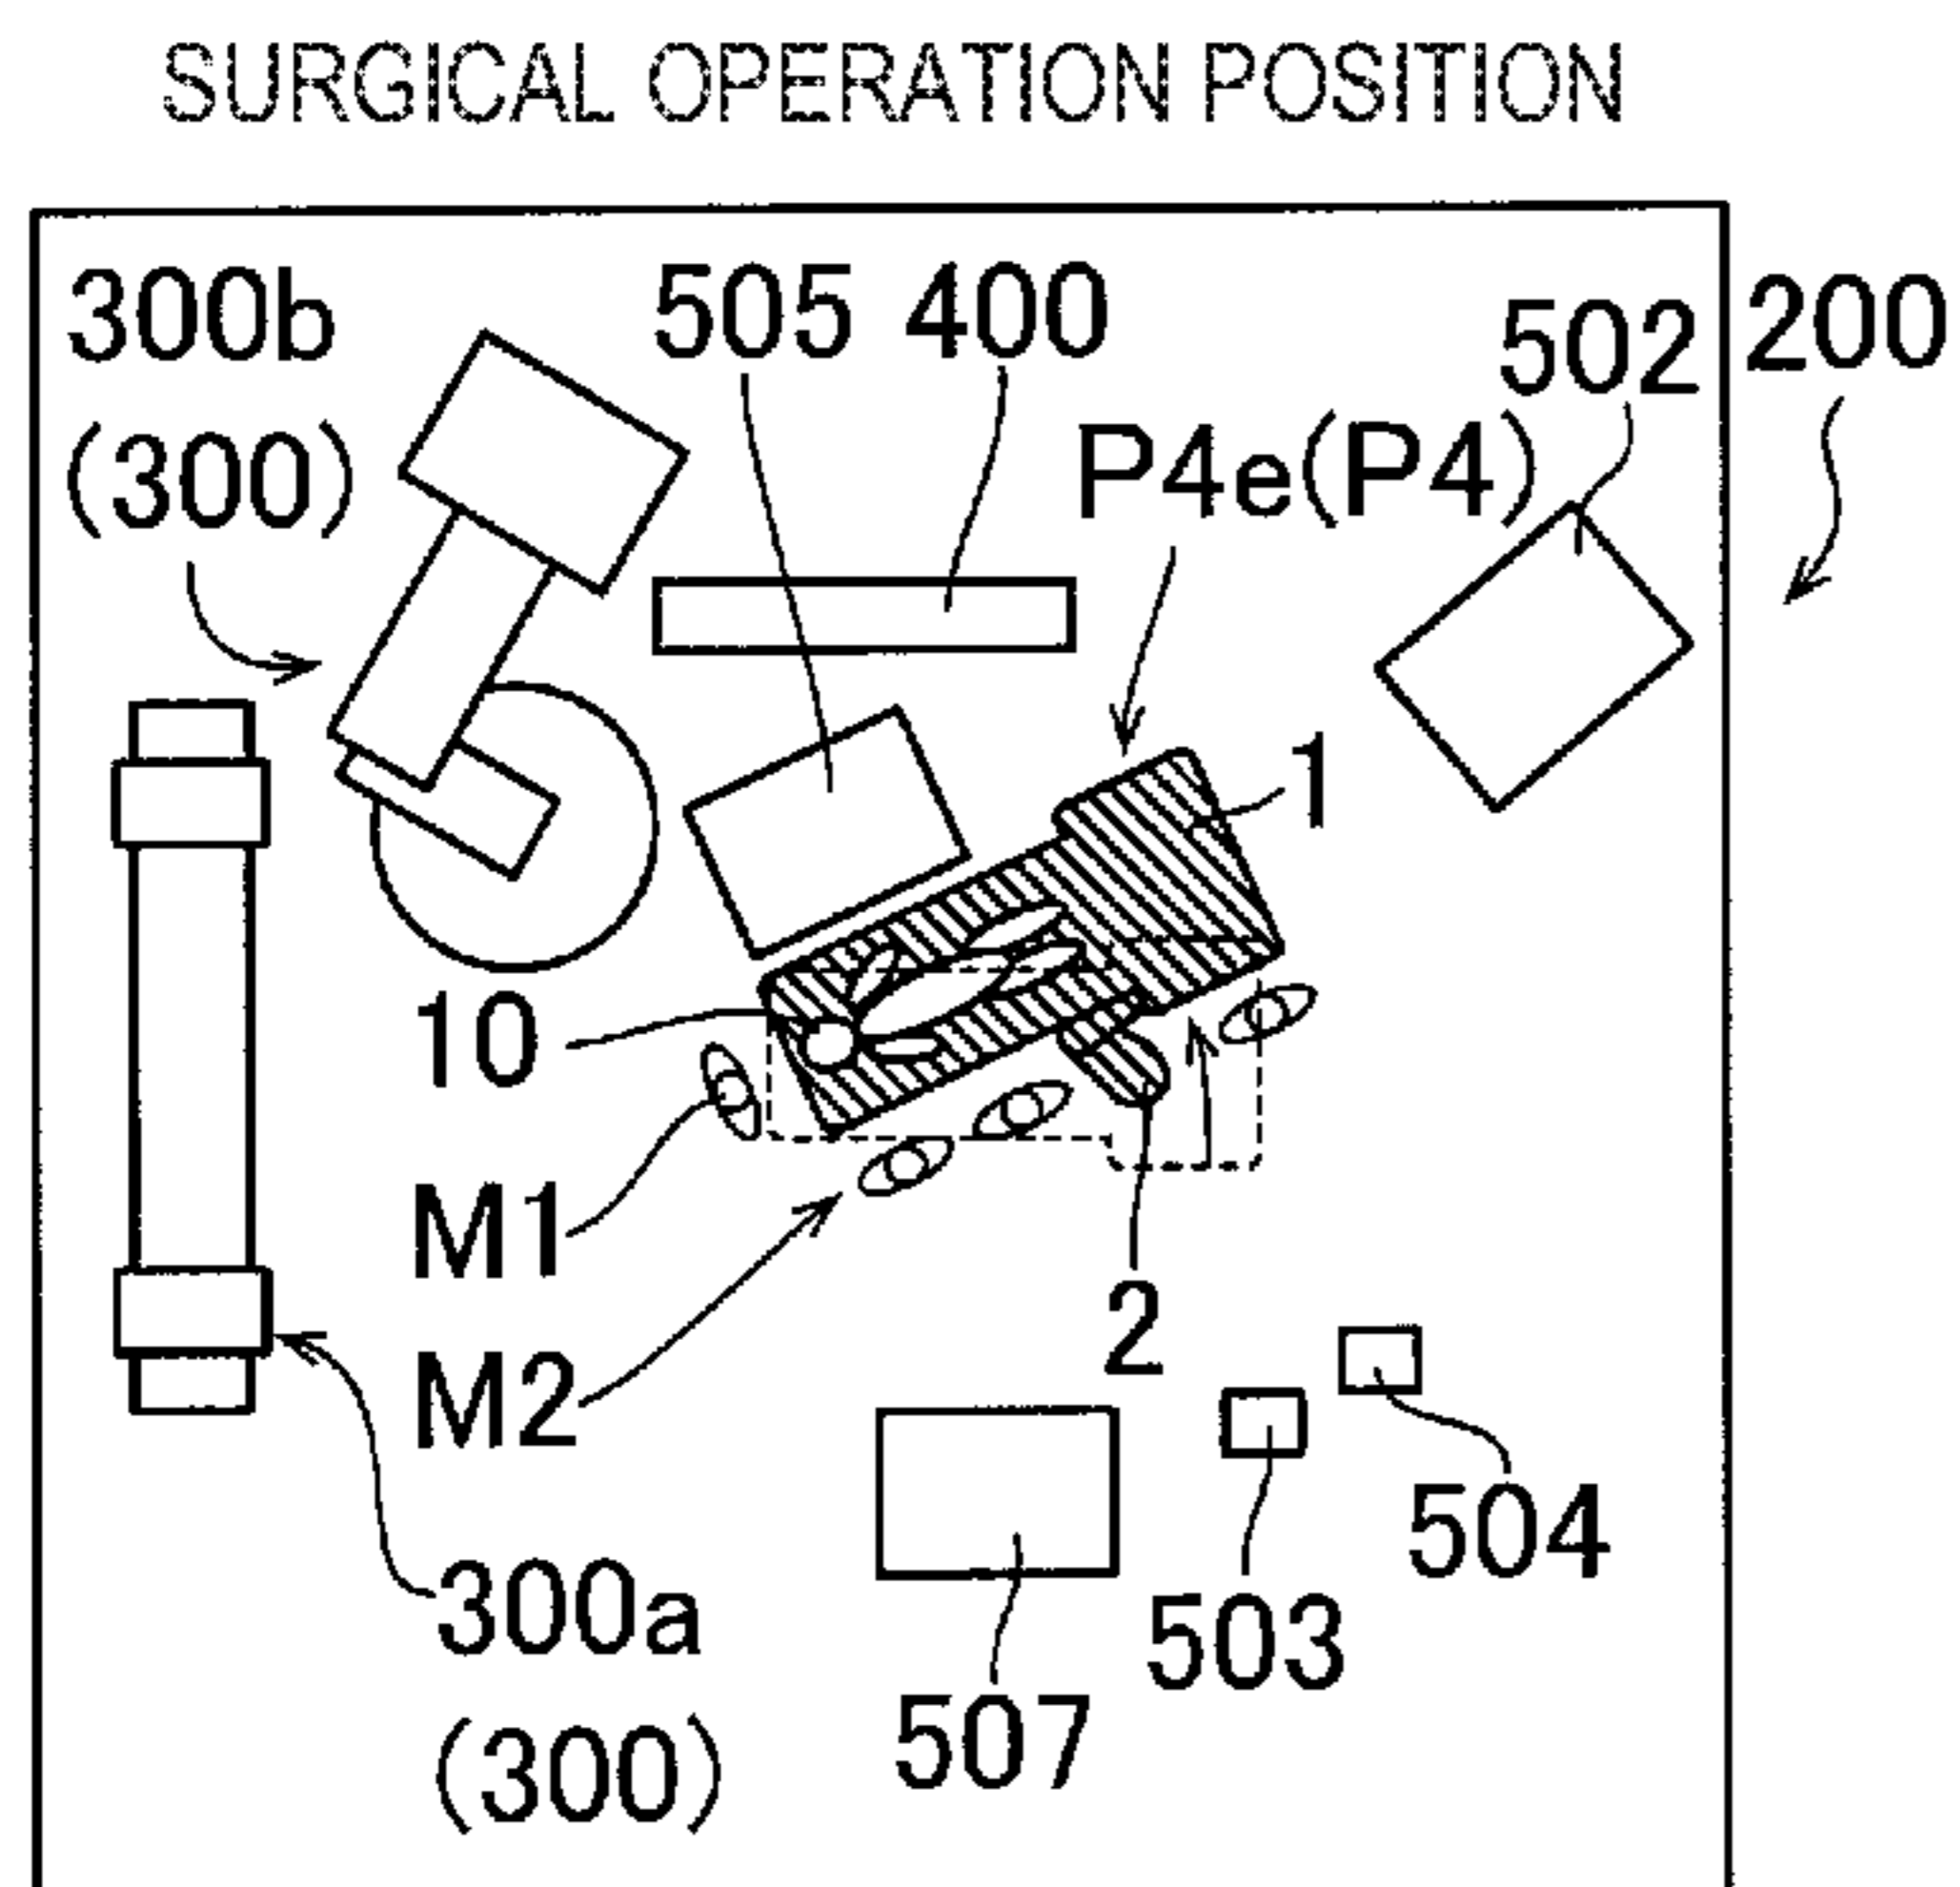 SURGICAL OPERATION POSITION
300b
(300)
505
400
502
200
P4e(P4)
1
10
M1
M2
2
504
503
507
300a
(300)